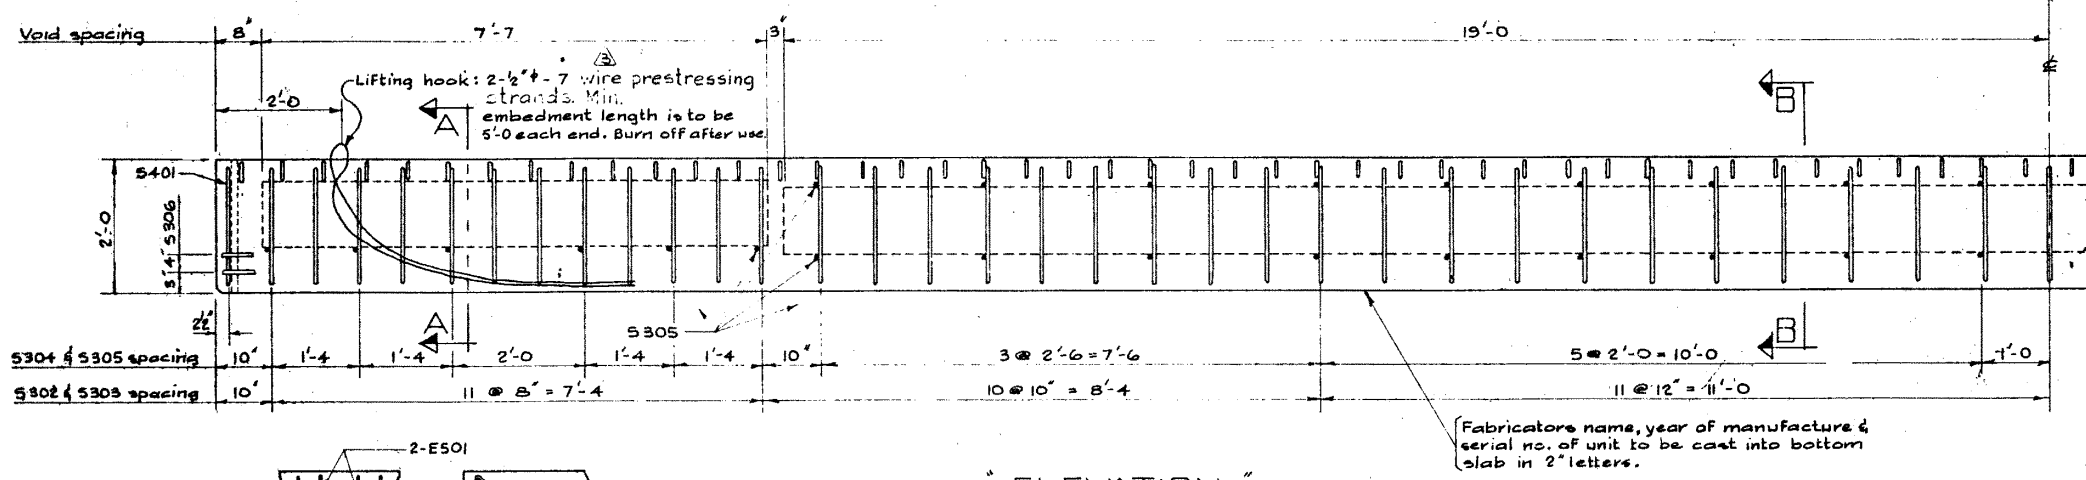 Void spacing 8" 7'-7 3" 19'-0
3
Lifting hook: 2-½"φ- 7 wire prestressing
strands. Min.
embedment length is to be
5'-0 each end. Burn off after use.
2'-0
A
B
S401
2'-0
S306
3" 4"
A
B
2½"
S305
S304 & S305 spacing 10" 1'-4 1'-4 2'-0 1'-4 1'-4 10" 3 @ 2'-6 = 7'-6 5 @ 2'-0 = 10'-0 1'-0
S302 & S303 spacing 10" 11 @ 8" = 7'-4 10 @ 10" = 8'-4 11 @ 12" = 11'-0
Fabricators name, year of manufacture &
serial no. of unit to be cast into bottom
slab in 2" letters.
2-E501